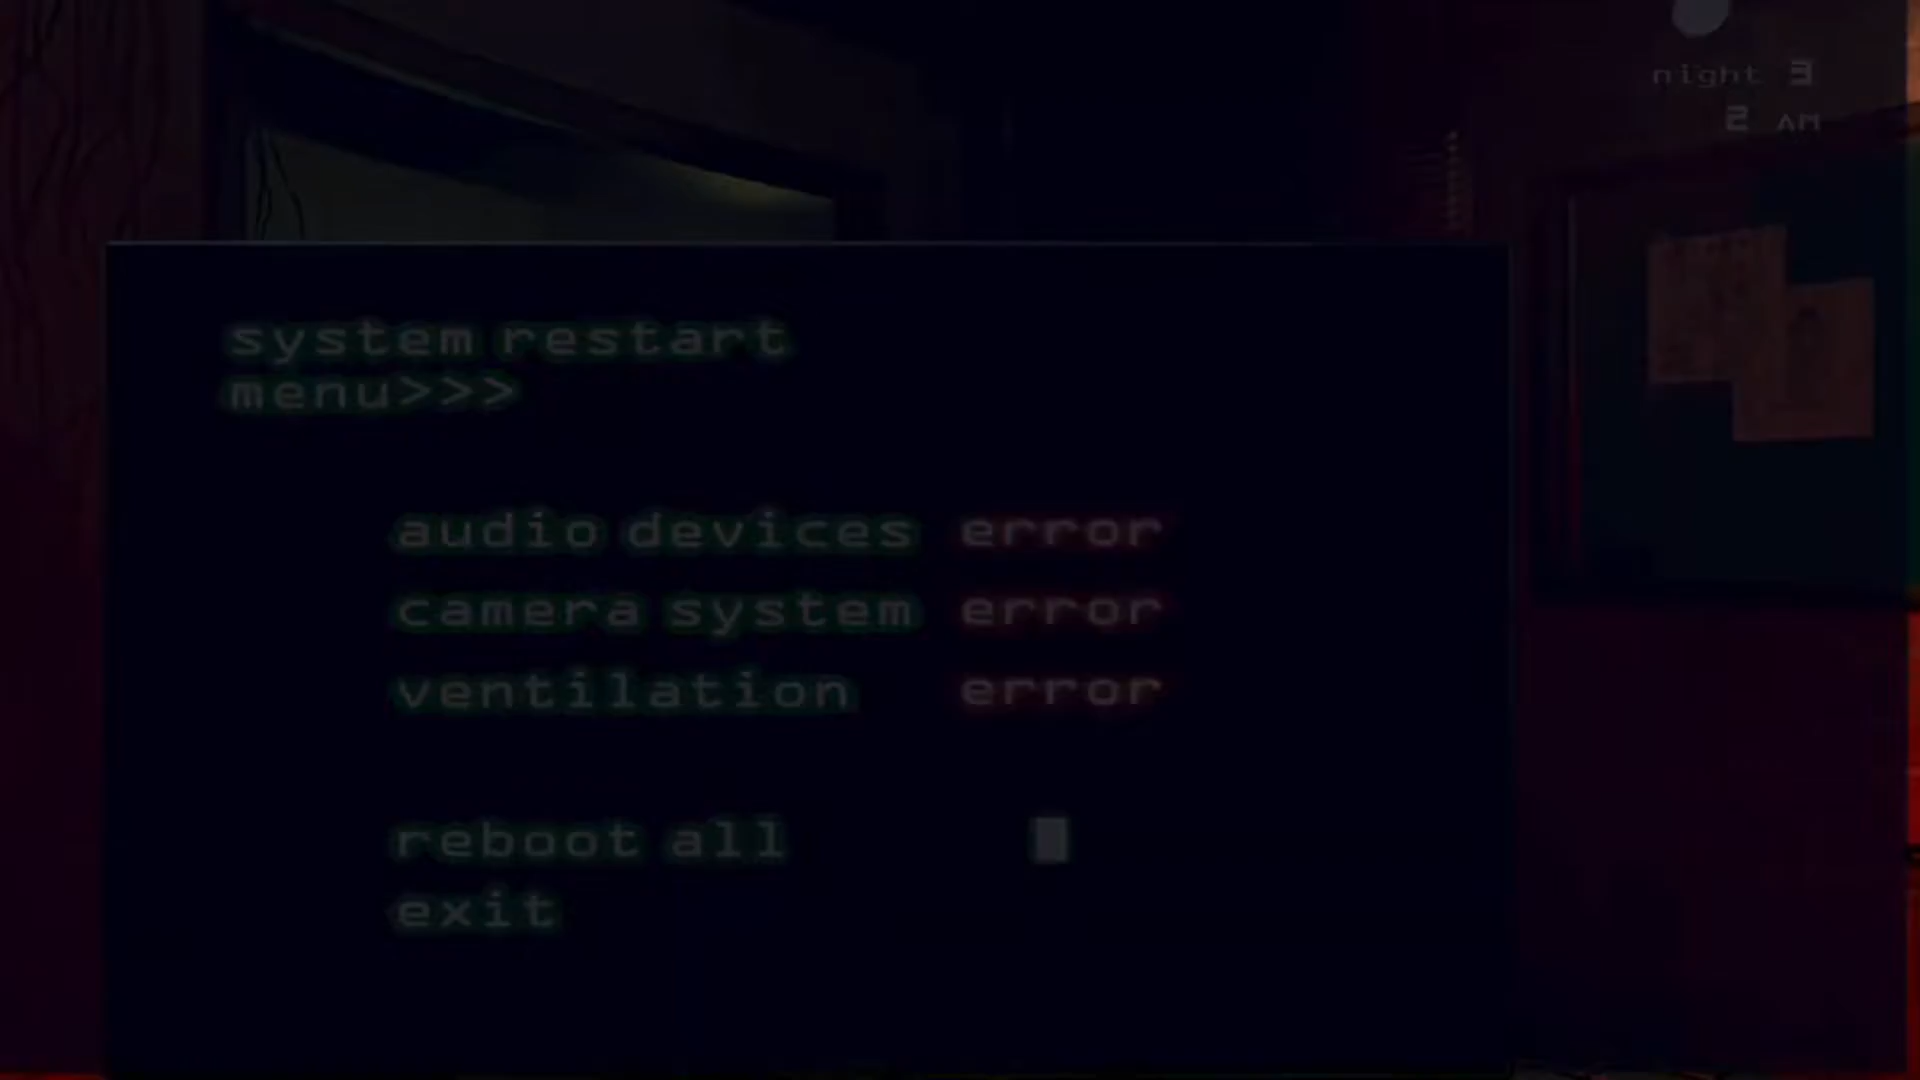 night 3
2 AM
system restart
menu>>>
audio devices error
camera system error
ventilation error
reboot all
exit